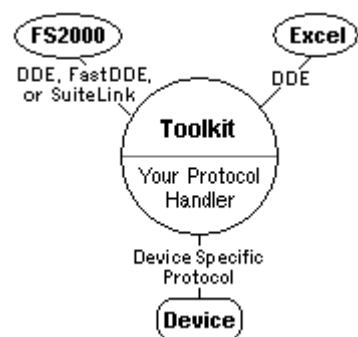 FS2000
Excel
DDE, FastDDE,
or SuiteLink
DDE
Toolkit
Your Protocol
Handler
Device Specific
Protocol
Device